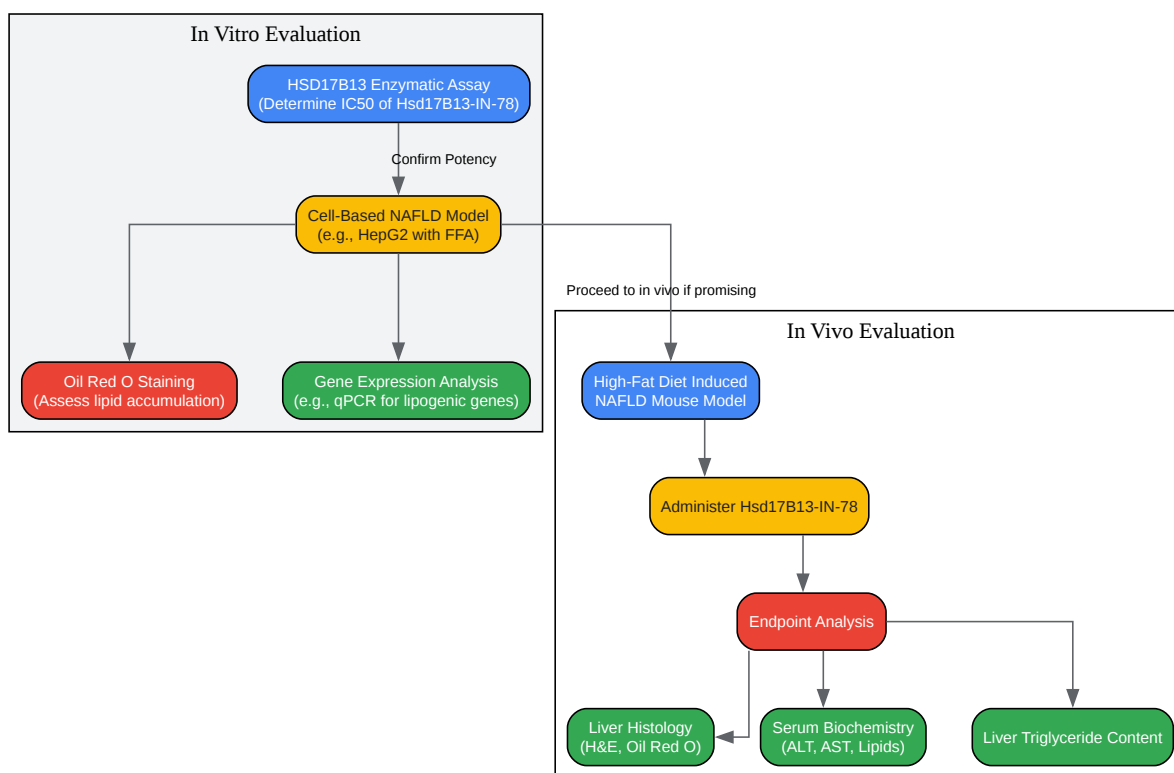 In Vitro Evaluation
HSD17B13 Enzymatic Assay
(Determine IC50 of Hsd17B13-IN-78)
Confirm Potency
Cell-Based NAFLD Model
(e.g., HepG2 with FFA)
Oil Red O Staining
(Assess lipid accumulation)
Gene Expression Analysis
(e.g., qPCR for lipogenic genes)
Proceed to in vivo if promising
In Vivo Evaluation
High-Fat Diet Induced
NAFLD Mouse Model
Administer Hsd17B13-IN-78
Endpoint Analysis
Liver Histology
(H&E, Oil Red O)
Serum Biochemistry
(ALT, AST, Lipids)
Liver Triglyceride Content